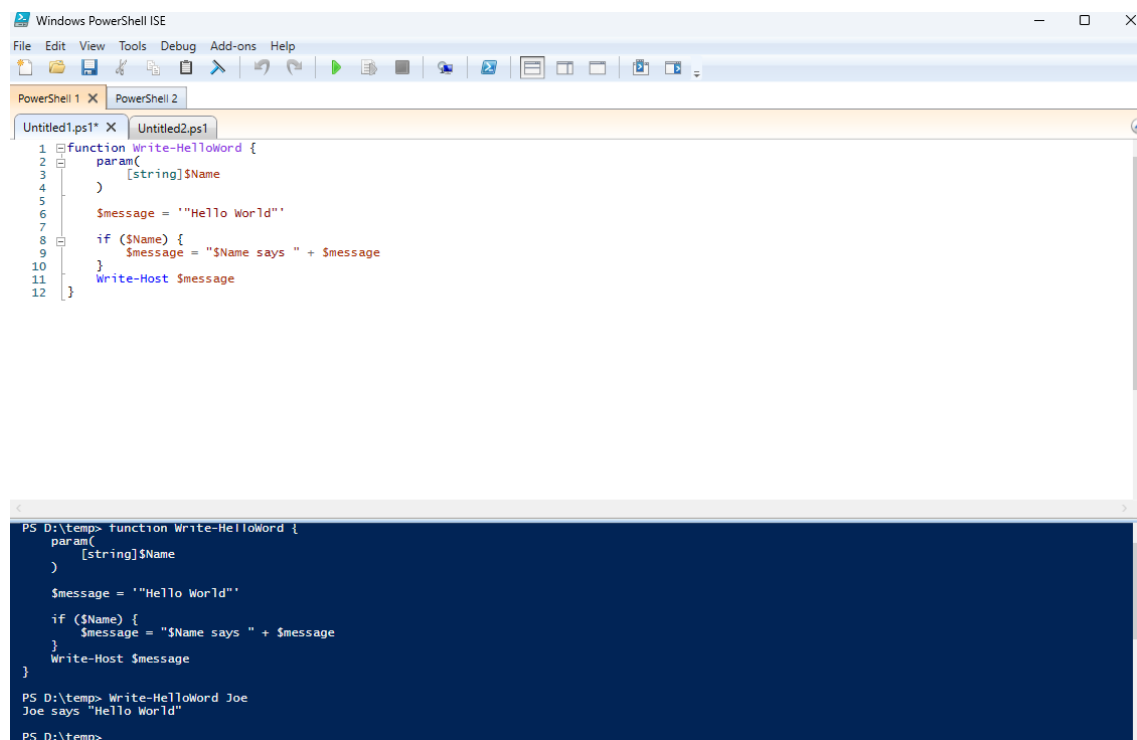 Windows PowerShell ISE
File Edit View Tools Debug Add-ons Help
PowerShell 1 X PowerShell 2
Untitled1.ps1* X Untitled2.ps1
1 function Write-HelloWord {
2     param(
3         [string]$Name
4     )
5
6     $message = '"Hello World"'
7
8     if ($Name) {
9         $message = "$Name says " + $message
10     }
11     Write-Host $message
12 }
PS D:\temp> function Write-HelloWord {
    param(
        [string]$Name
    )
    $message = '"Hello World"'
    if ($Name) {
        $message = "$Name says " + $message
    }
    Write-Host $message
}
PS D:\temp> Write-HelloWord Joe
Joe says "Hello World"
PS D:\temp>